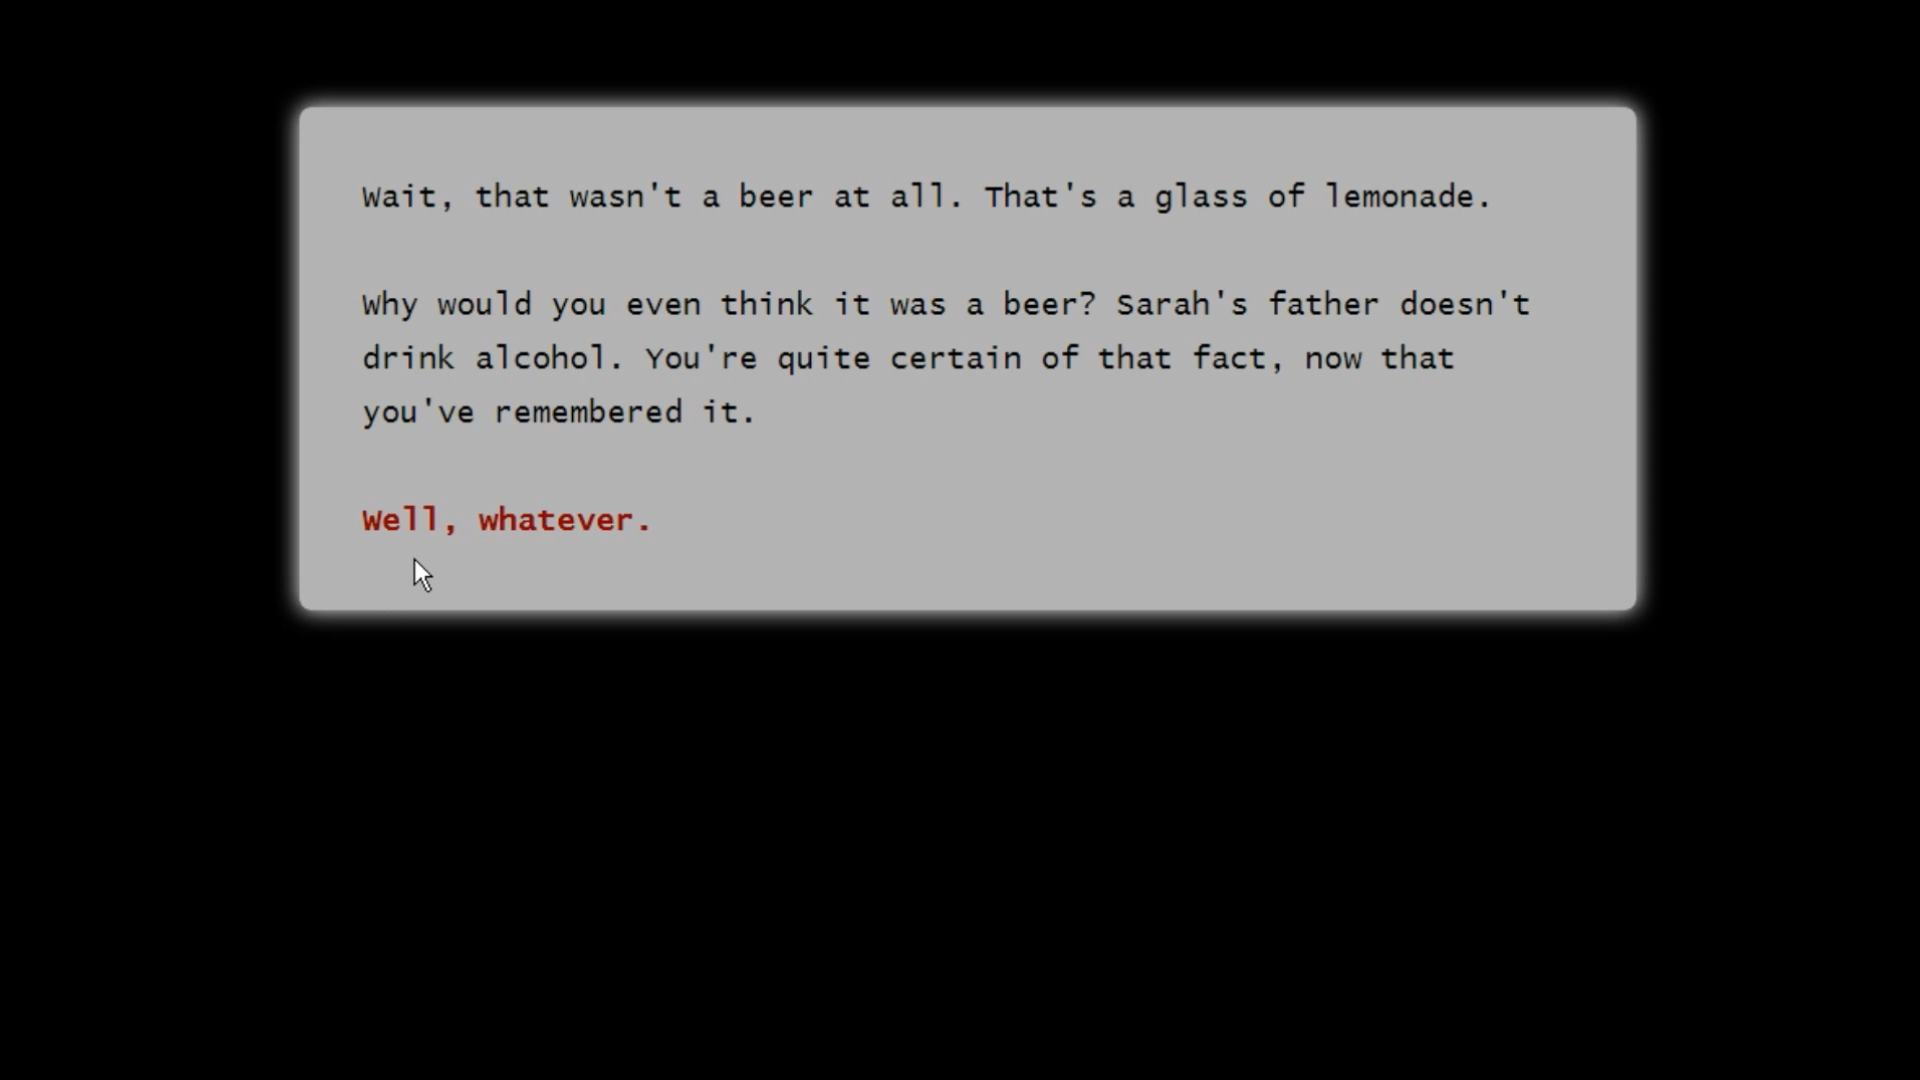 Wait, that wasn't a beer at all. That's a glass of lemonade.
Why would you even think it was a beer? Sarah's father doesn't
drink alcohol. You're quite certain of that fact, now that
you've remembered it.
Well, whatever.